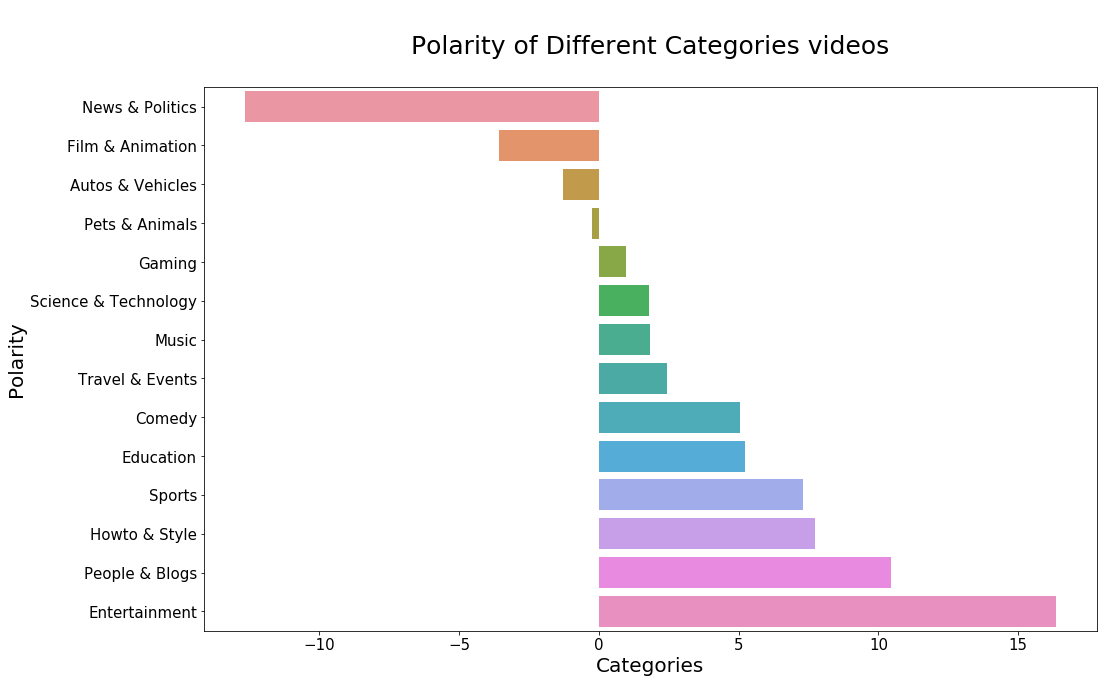 Polarity of Different Categories videos
News & Politics
Film & Animation
Autos & Vehicles
Pets & Animals
Gaming
Science & Technology
Music
Travel & Events
Comedy
Education
Sports
Howto & Style
People & Blogs
Entertainment
Polarity
−10 −5 0 5 10 15
Categories